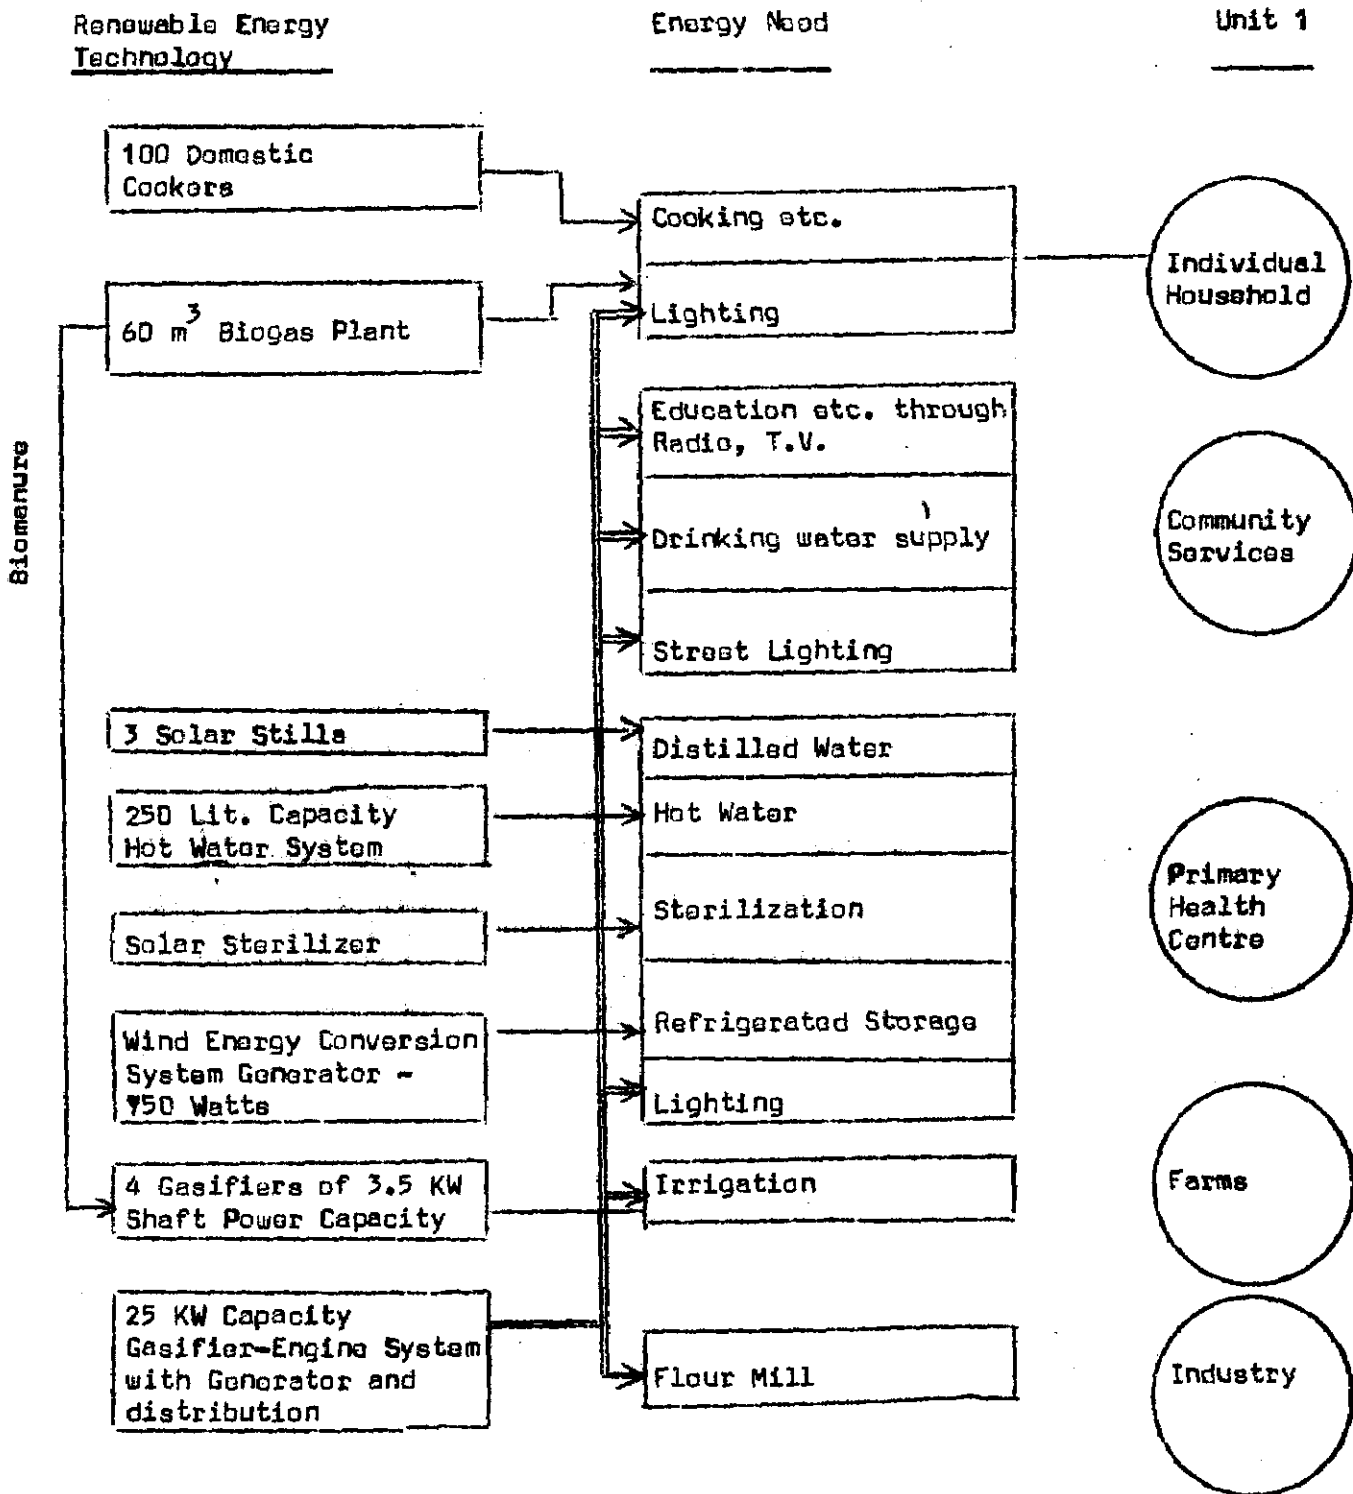 Renewable Energy
Technology
Energy Need
Unit 1
100 Domestic
Cookers
60 m³ Biogas Plant
Biomanure
3 Solar Stills
250 Lit. Capacity
Hot Water System
Solar Sterilizer
Wind Energy Conversion
System Generator -
750 Watts
4 Gasifiers of 3.5 KW
Shaft Power Capacity
25 KW Capacity
Gasifier-Engine System
with Generator and
distribution
Cooking etc.
Lighting
Education etc. through
Radio, T.V.
Drinking water supply
Street Lighting
Distilled Water
Hot Water
Sterilization
Refrigerated Storage
Lighting
Irrigation
Flour Mill
Individual
Household
Community
Services
Primary
Health
Centre
Farms
Industry